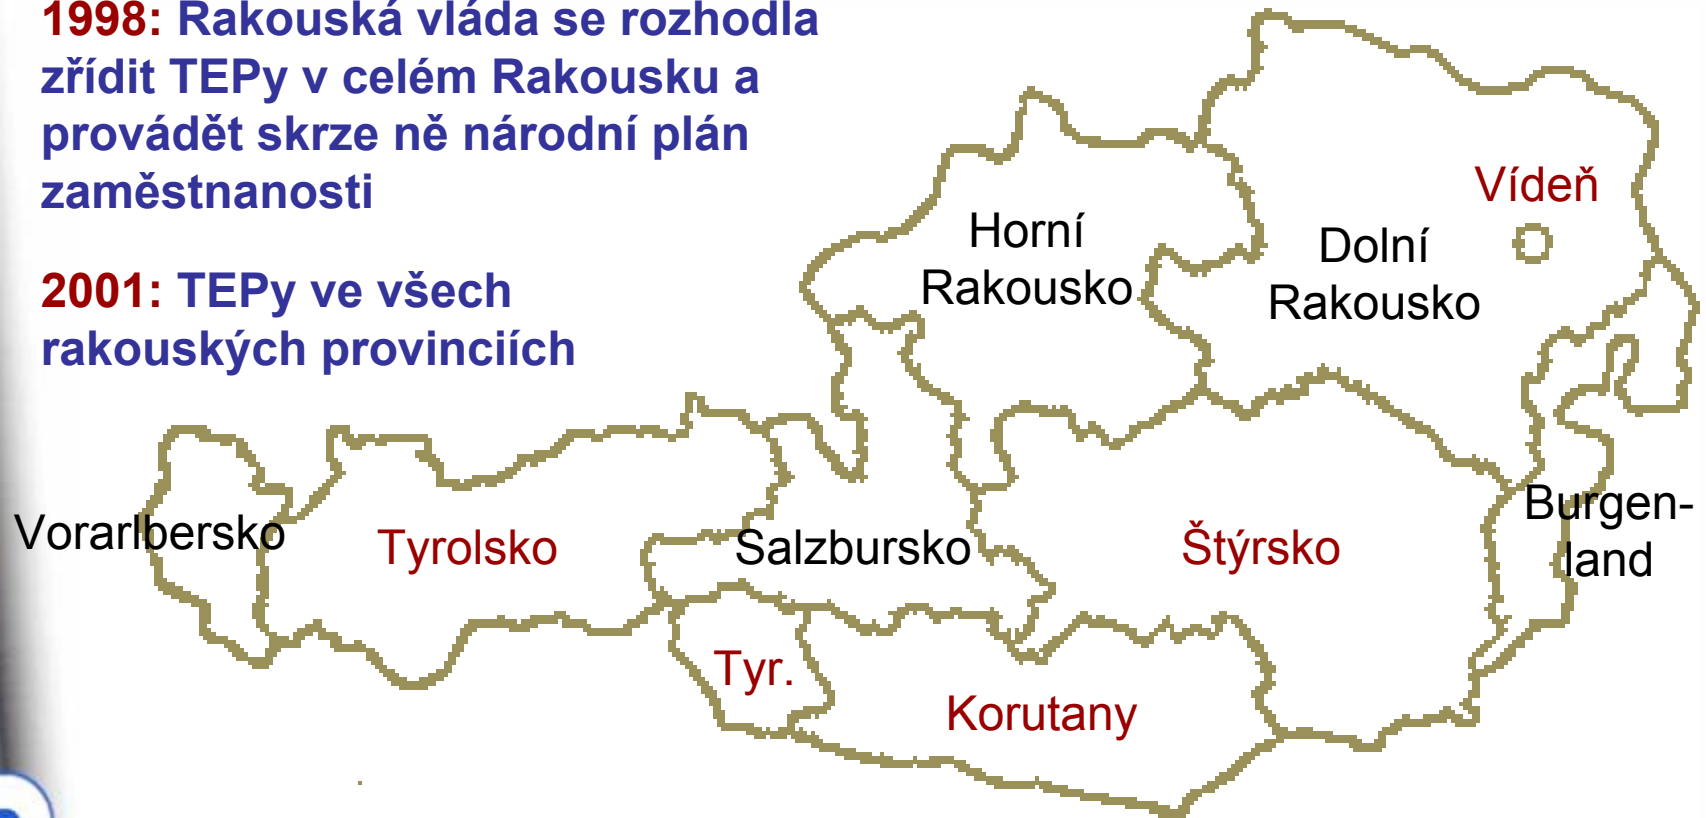 1998: Rakouská vláda se rozhodla
zřídit TEPy v celém Rakousku a
provádět skrze ně národní plán
zaměstnanosti
2001: TEPy ve všech
rakouských provinciích
Vídeň
Horní
Rakousko
Dolní
Rakousko
Vorarlbersko
Tyrolsko
Salzbursko
Štýrsko
Burgen-
land
Tyr.
Korutany